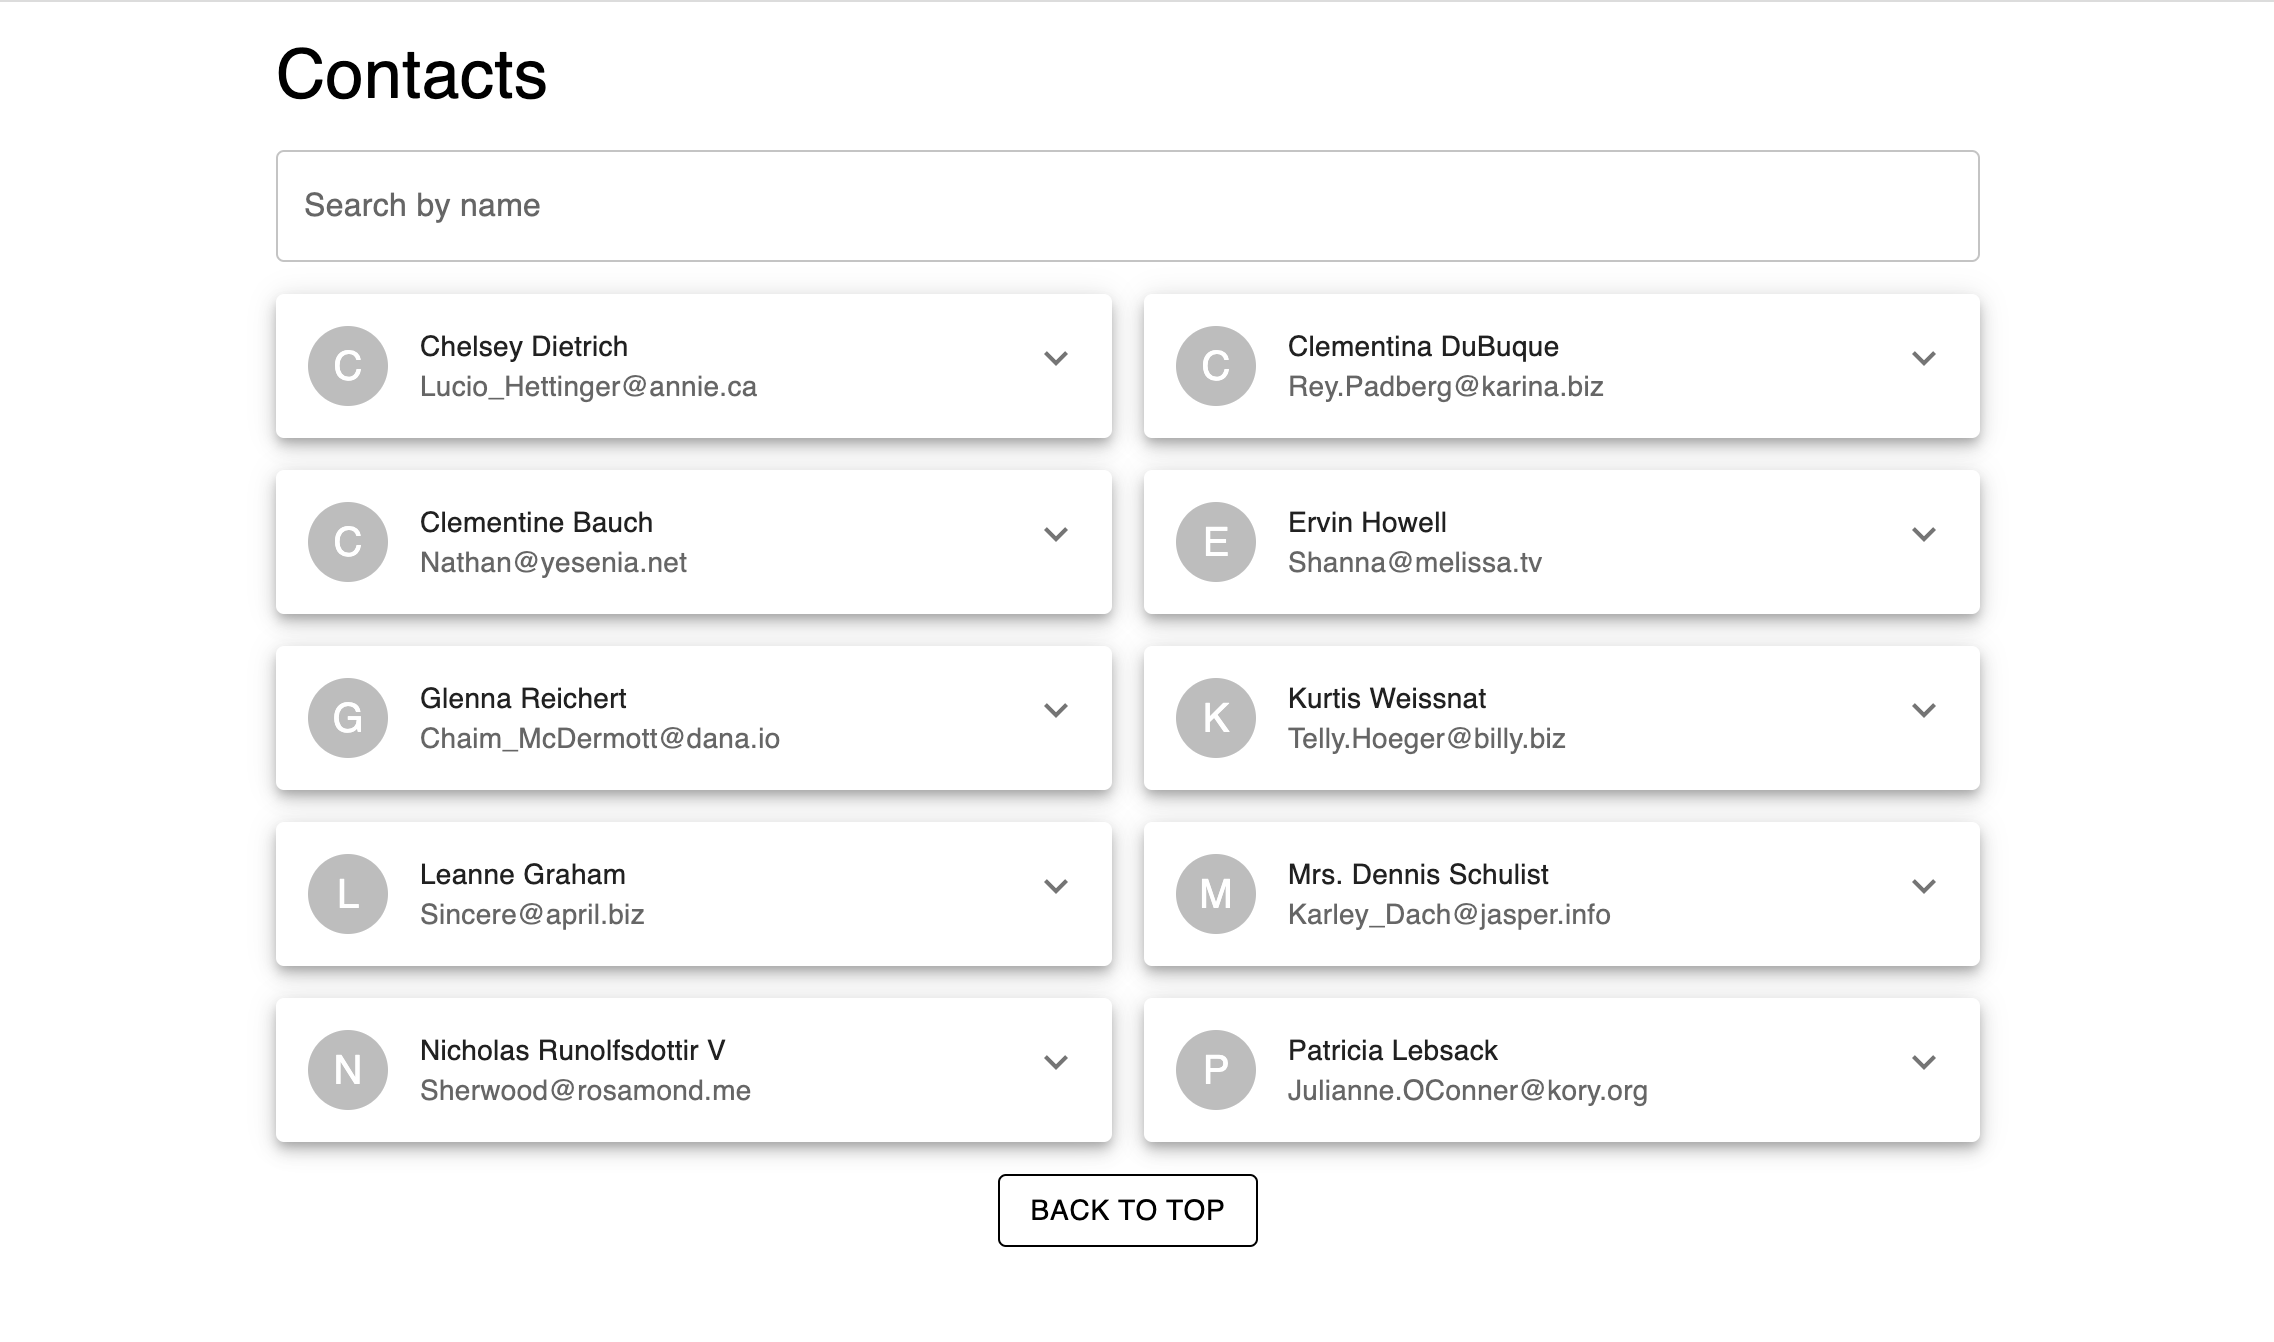 Contacts
Search by name
C
Chelsey Dietrich
Lucio_Hettinger@annie.ca
C
Clementina DuBuque
Rey.Padberg@karina.biz
C
Clementine Bauch
Nathan@yesenia.net
E
Ervin Howell
Shanna@melissa.tv
G
Glenna Reichert
Chaim_McDermott@dana.io
K
Kurtis Weissnat
Telly.Hoeger@billy.biz
L
Leanne Graham
Sincere@april.biz
M
Mrs. Dennis Schulist
Karley_Dach@jasper.info
N
Nicholas Runolfsdottir V
Sherwood@rosamond.me
P
Patricia Lebsack
Julianne.OConner@kory.org
BACK TO TOP